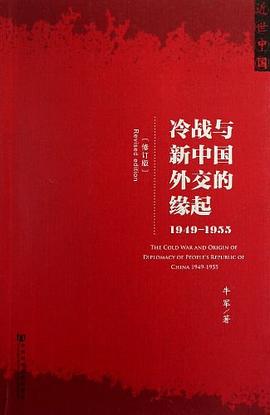 近世中国
冷战与
新中国
外交的
缘起
1949-1955
〔修订版〕
Revised edition
THE COLD WAR AND ORIGIN OF
DIPLOMACY OF PEOPLE'S REPUBLIC OF
CHINA 1949-1955
牛军/著